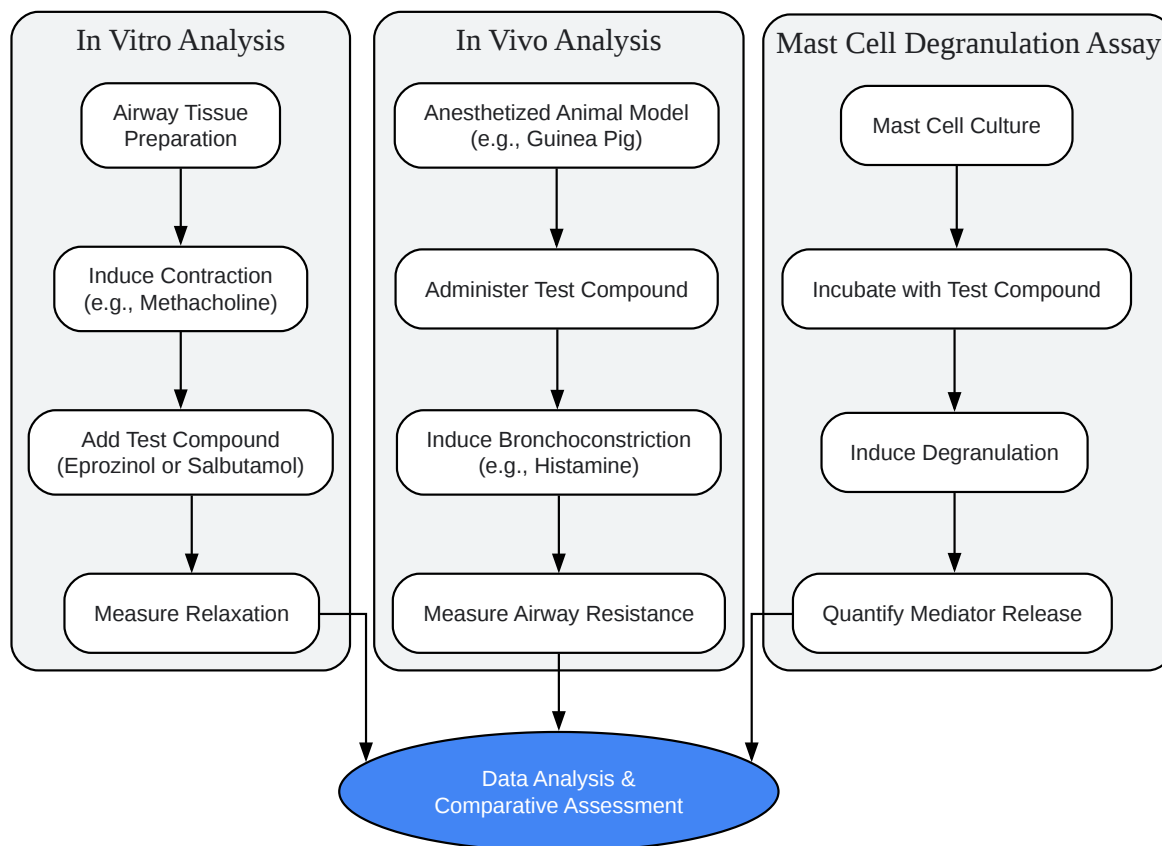 In Vitro Analysis
Airway Tissue
Preparation
Induce Contraction
(e.g., Methacholine)
Add Test Compound
(Eprozinol or Salbutamol)
Measure Relaxation
In Vivo Analysis
Anesthetized Animal Model
(e.g., Guinea Pig)
Administer Test Compound
Induce Bronchoconstriction
(e.g., Histamine)
Measure Airway Resistance
Mast Cell Degranulation Assay
Mast Cell Culture
Incubate with Test Compound
Induce Degranulation
Quantify Mediator Release
Data Analysis &
Comparative Assessment